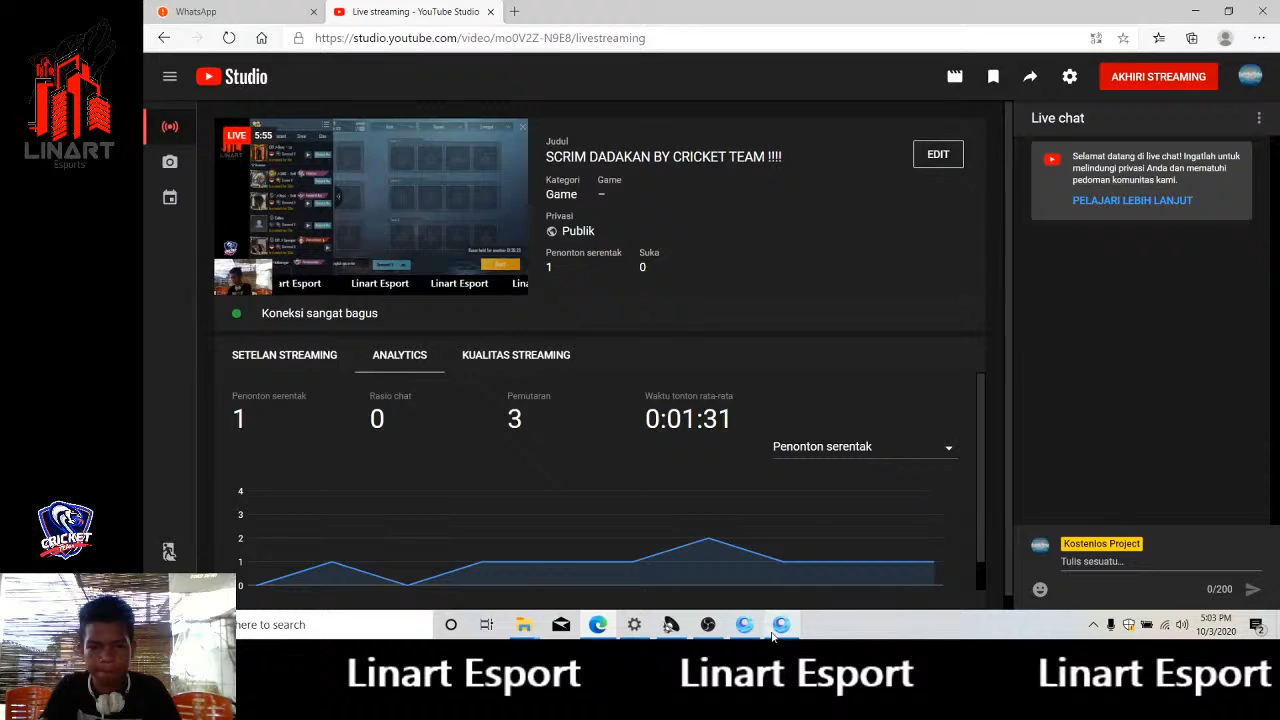 WhatsApp
Live streaming - YouTube Studio
https://studio.youtube.com/video/mo0V2Z-N9E8/livestreaming
LINART
Esports
Studio
AKHIRI STREAMING
LIVE 5:55
Linart Esport
Linart Esport
Judul
SCRIM DADAKAN BY CRICKET TEAM !!!!
EDIT
Kategori Game
Game –
Privasi
Publik
Penonton serentak Suka
1 0
Koneksi sangat bagus
SETELAN STREAMING ANALYTICS KUALITAS STREAMING
Penonton serentak Rasio chat Pemutaran Waktu tonton rata-rata
1 0 3 0:01:31
Penonton serentak
4
3
2
1
0
Live chat
Selamat datang di live chat! Ingatlah untuk
melindungi privasi Anda dan mematuhi
pedoman komunitas kami.
PELAJARI LEBIH LANJUT
Kostenlos Project
Tulis sesuatu...
0/200
CRICKET
here to search
5:03 PM
10/3/2020
Linart Esport Linart Esport Linart Esport